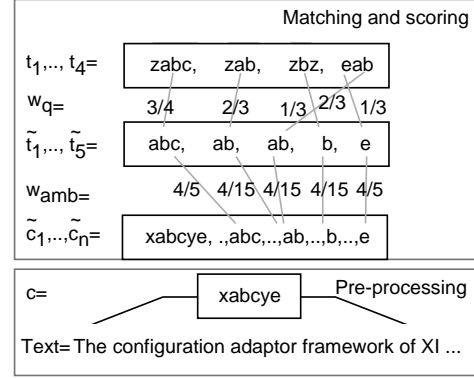 Matching and scoring
t1,.., t4= zabc, zab, zbz, eab
wq= 3/4 2/3 1/3 2/3 1/3
t̃1,.., t̃5= abc, ab, ab, b, e
wamb= 4/5 4/15 4/15 4/15 4/5
c̃1,..,c̃n= xabcye, .,abc,..,ab,..,b,..,e
c= xabcye Pre-processing
Text= The configuration adaptor framework of XI ...